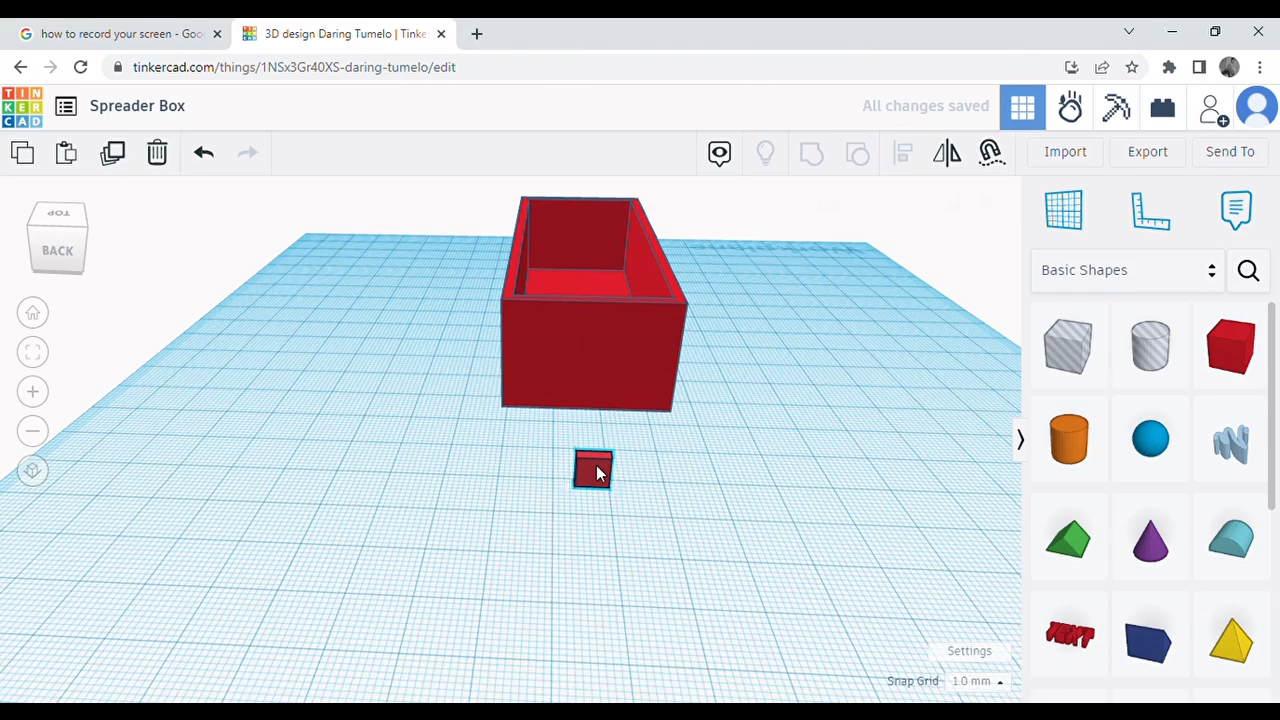 how to record your screen - Goo
3D design Daring Tumelo | Tinke
tinkercad.com/things/1NSx3Gr40XS-daring-tumelo/edit
TIN
KER
CAD
Spreader Box
All changes saved
Import
Export
Send To
TOP
BACK
Basic Shapes
TEXT
Settings
Snap Grid
1.0 mm